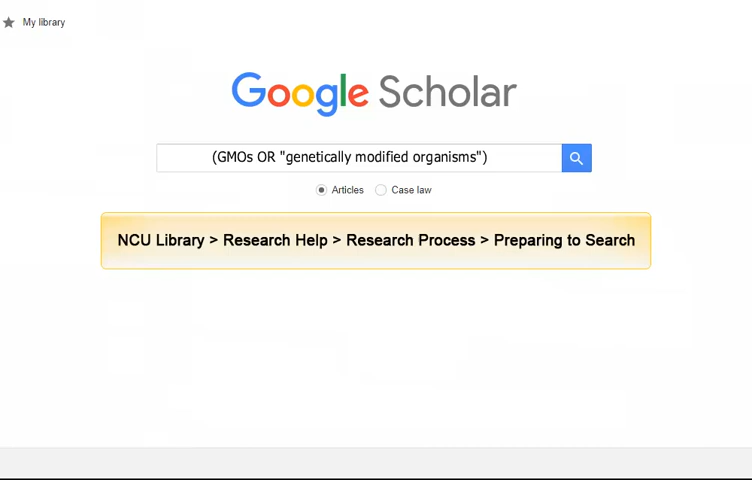 My library
Google Scholar
(GMOs OR "genetically modified organisms")
Articles Case law
NCU Library > Research Help > Research Process > Preparing to Search